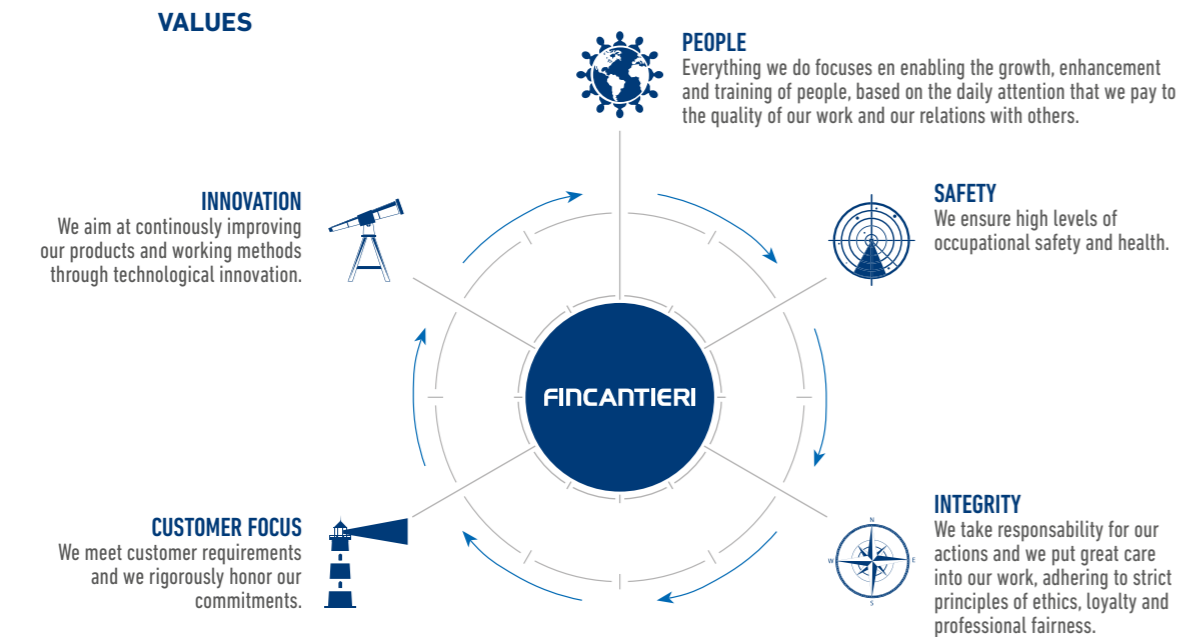 VALUES
PEOPLE
Everything we do focuses en enabling the growth, enhancement
and training of people, based on the daily attention that we pay to
the quality of our work and our relations with others.
INNOVATION
We aim at continously improving
our products and working methods
through technological innovation.
SAFETY
We ensure high levels of
occupational safety and health.
FINCANTIERI
CUSTOMER FOCUS
We meet customer requirements
and we rigorously honor our
commitments.
INTEGRITY
We take responsability for our
actions and we put great care
into our work, adhering to strict
principles of ethics, loyalty and
professional fairness.
N
W
E
S